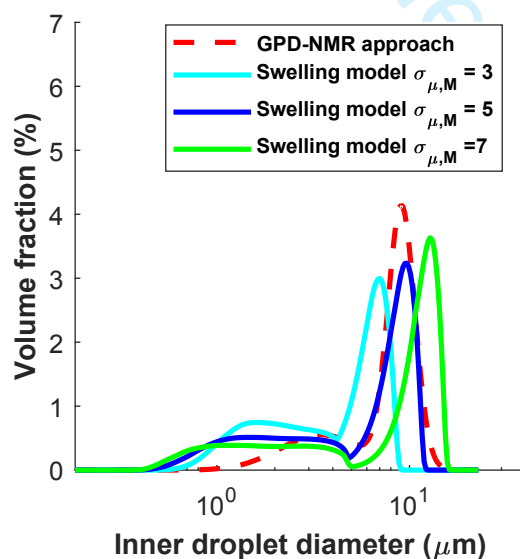 7
6
5
4
3
2
1
0
Volume fraction (%)
GPD-NMR approach
Swelling model σμ,M = 3
Swelling model σμ,M = 5
Swelling model σμ,M =7
10⁰ 10¹
Inner droplet diameter (μm)